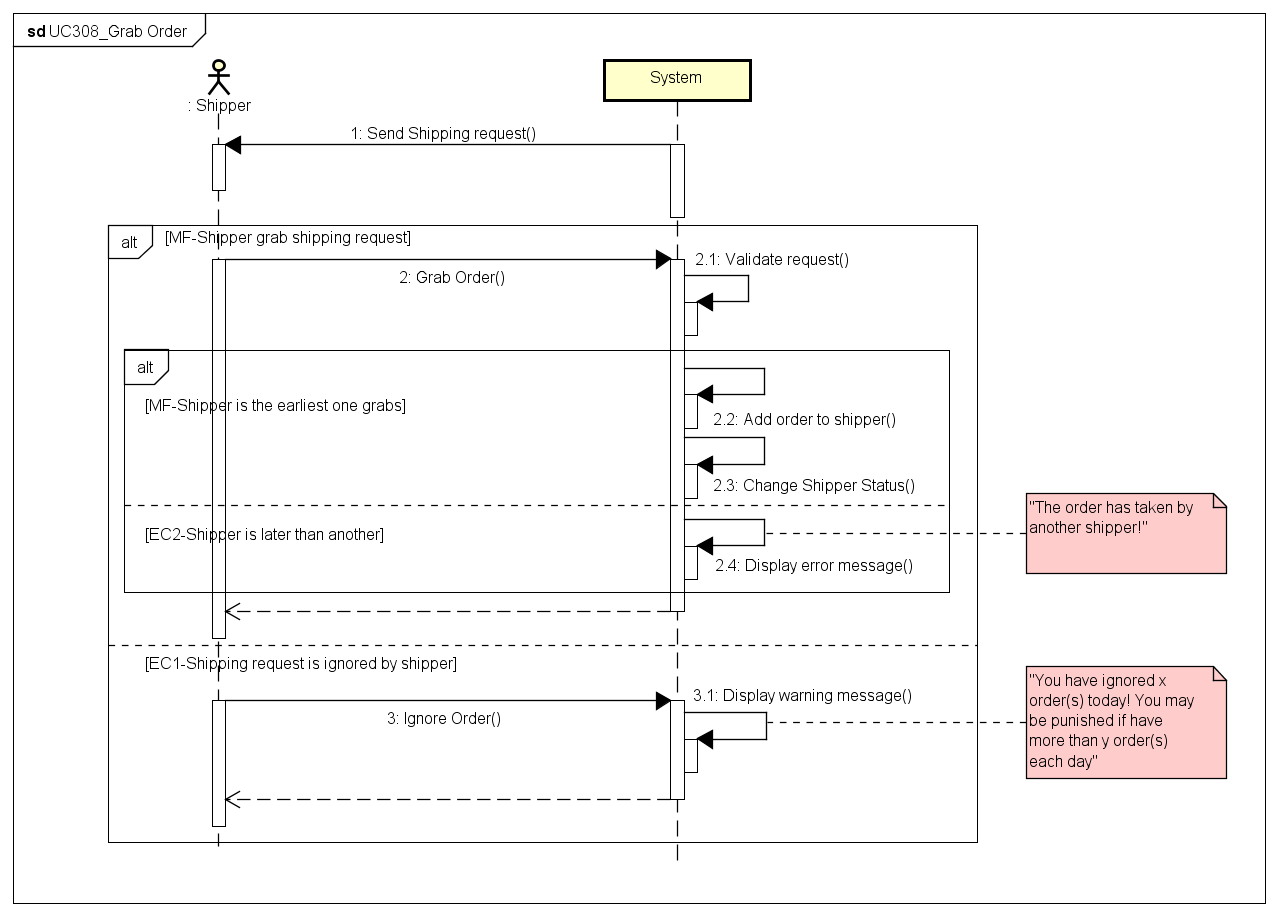 sd UC308_Grab Order
: Shipper
System
1: Send Shipping request()
alt
[MF-Shipper grab shipping request]
2: Grab Order()
2.1: Validate request()
alt
[MF-Shipper is the earliest one grabs]
2.2: Add order to shipper()
2.3: Change Shipper Status()
[EC2-Shipper is later than another]
2.4: Display error message()
"The order has taken by
another shipper!"
[EC1-Shipping request is ignored by shipper]
3: Ignore Order()
3.1: Display warning message()
"You have ignored x
order(s) today! You may
be punished if have
more than y order(s)
each day"